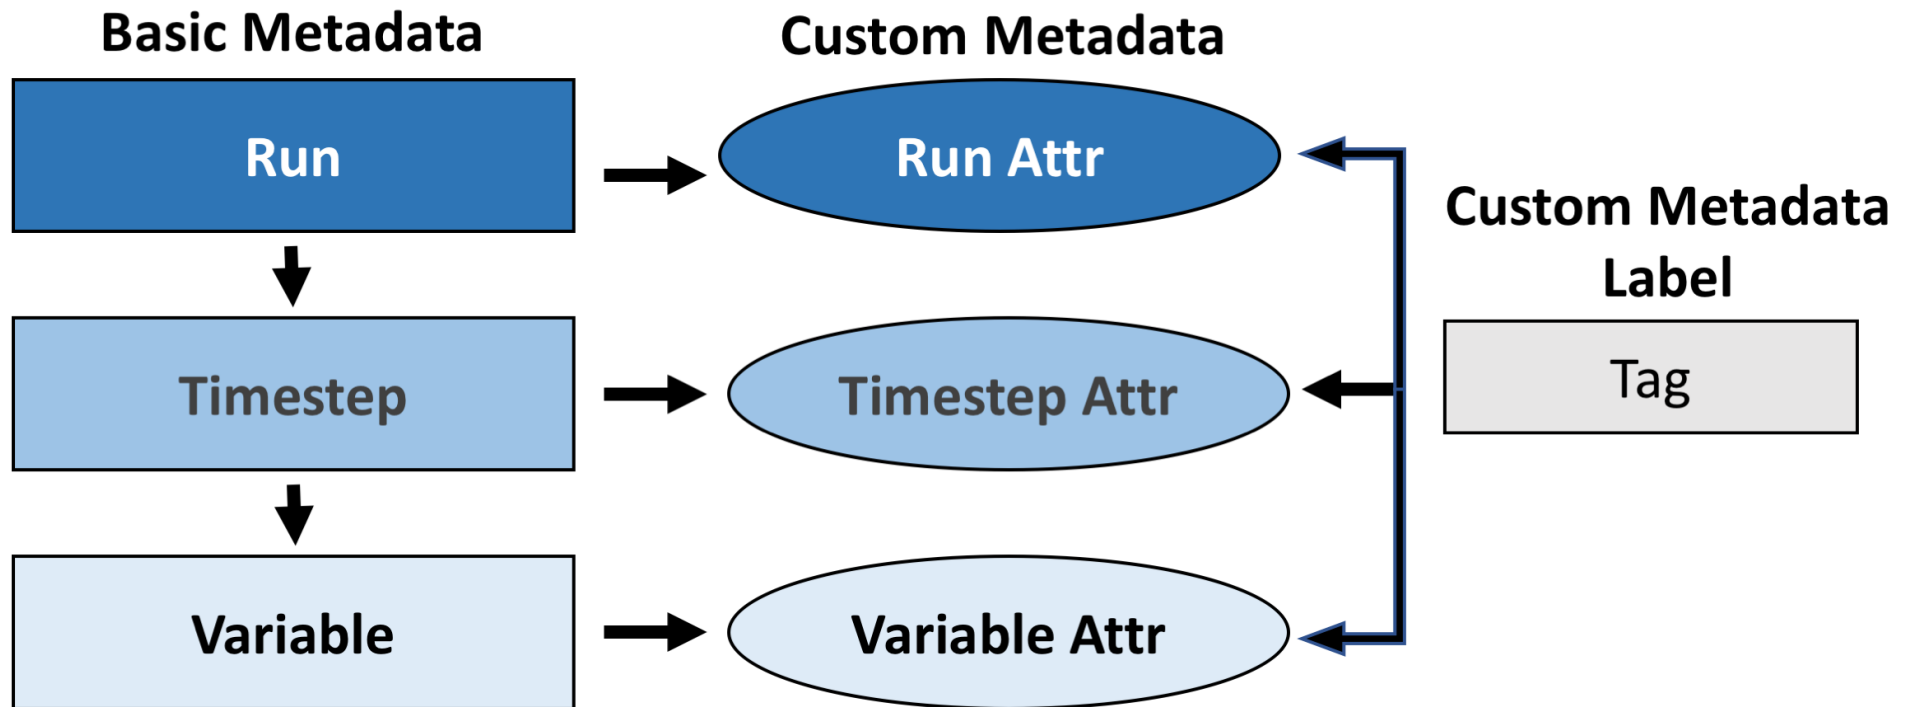 Basic Metadata
Custom Metadata
Run
Run Attr
Custom Metadata
Label
Timestep
Timestep Attr
Tag
Variable
Variable Attr